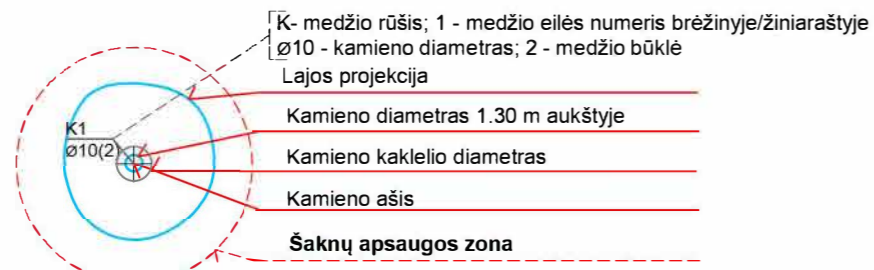 K- medžio rūšis; 1 - medžio eilės numeris brėžinyje/žiniaraštyje
Ø10 - kamieno diametras; 2 - medžio būklė
Lajos projekcija
Kamieno diametras 1.30 m aukštyje
K1
Ø10(2)
Kamieno kaklelio diametras
Kamieno ašis
Šaknų apsaugos zona